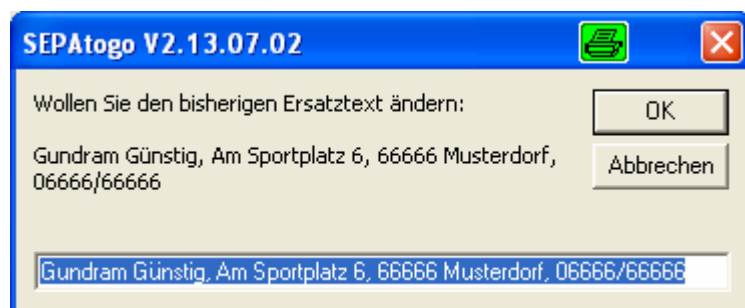 SEPAtogo V2.13.07.02
Wollen Sie den bisherigen Ersatztext ändern:
OK
Gundram Günstig, Am Sportplatz 6, 66666 Musterdorf,
06666/66666
Abbrechen
Gundram Günstig, Am Sportplatz 6, 66666 Musterdorf, 06666/66666